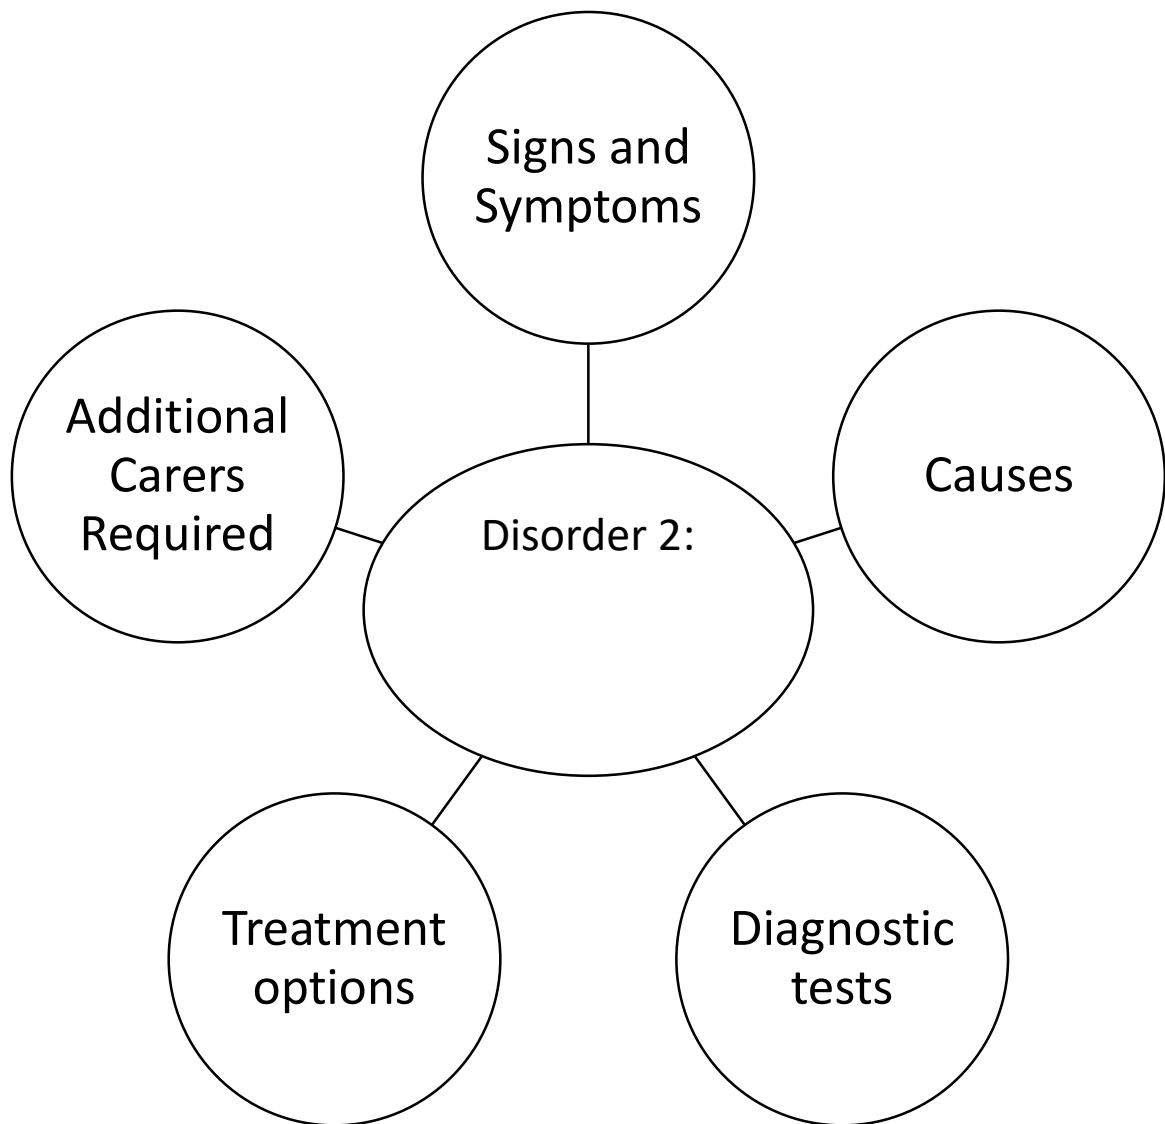 Signs and
Symptoms
Additional
Carers
Required
Causes
Disorder 2:
Treatment
options
Diagnostic
tests